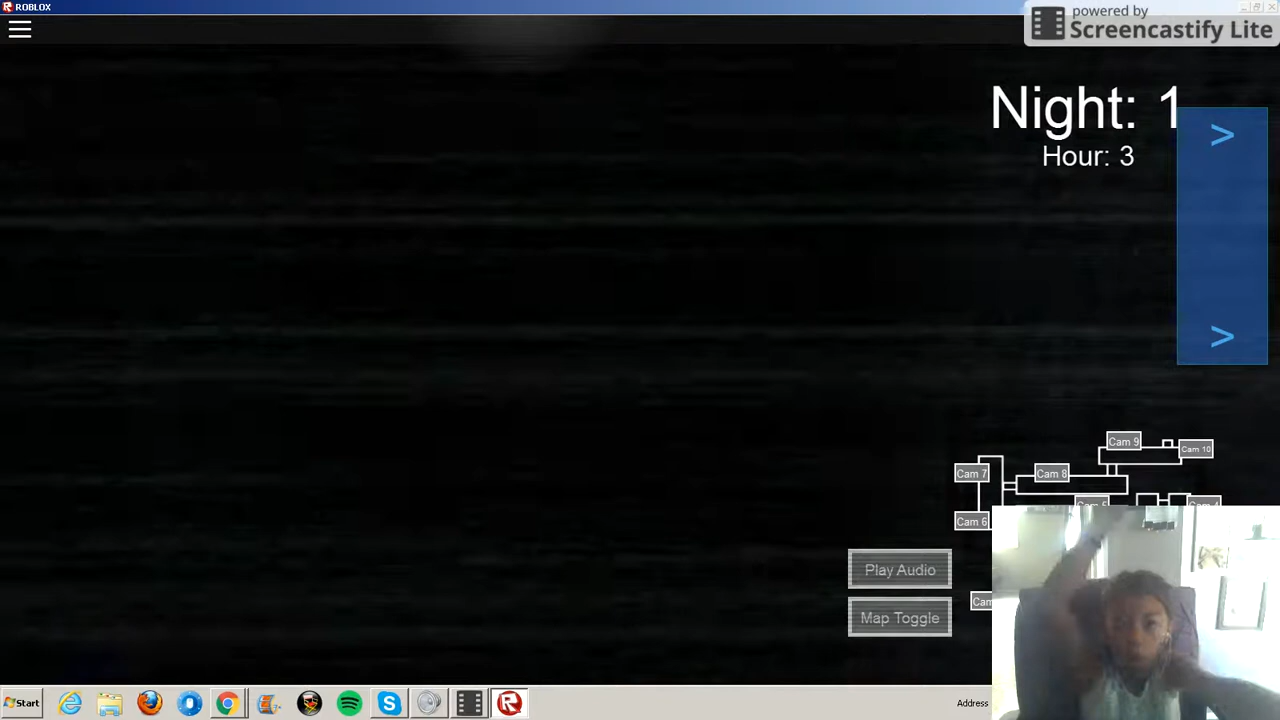 ROBLOX
powered by
Screencastify Lite
Night: 1
Hour: 3
>
>
Cam 9
Cam 10
Cam 7
Cam 8
Cam 6
Play Audio
Cam
Map Toggle
Start
Address